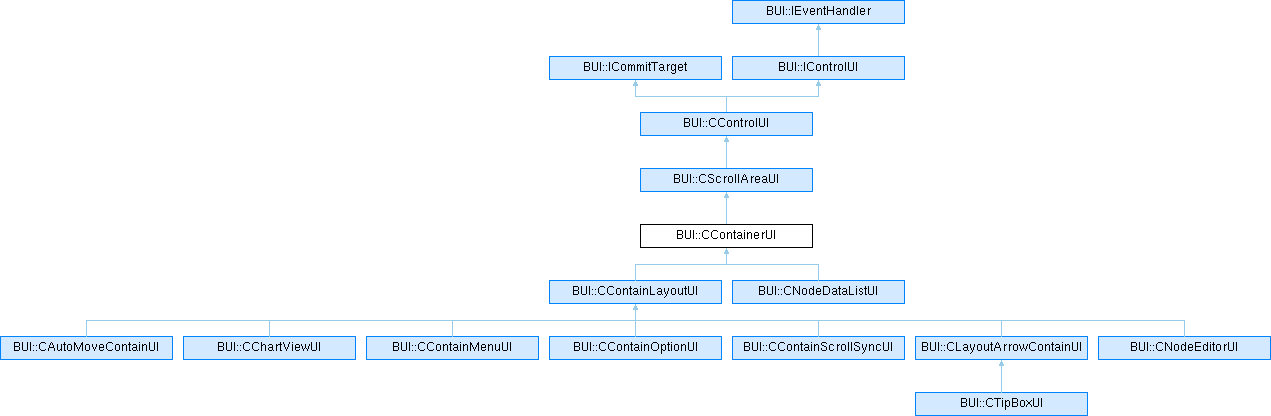 BUI::IEventHandler
BUI::ICommitTarget
BUI::IControlUI
BUI::CControlUI
BUI::CScrollAreaUI
BUI::CContainerUI
BUI::CContainLayoutUI
BUI::CNodeDataListUI
BUI::CAutoMoveContainUI
BUI::CChartViewUI
BUI::CContainMenuUI
BUI::CContainOptionUI
BUI::CContainScrollSyncUI
BUI::CLayoutArrowContainUI
BUI::CNodeEditorUI
BUI::CTipBoxUI